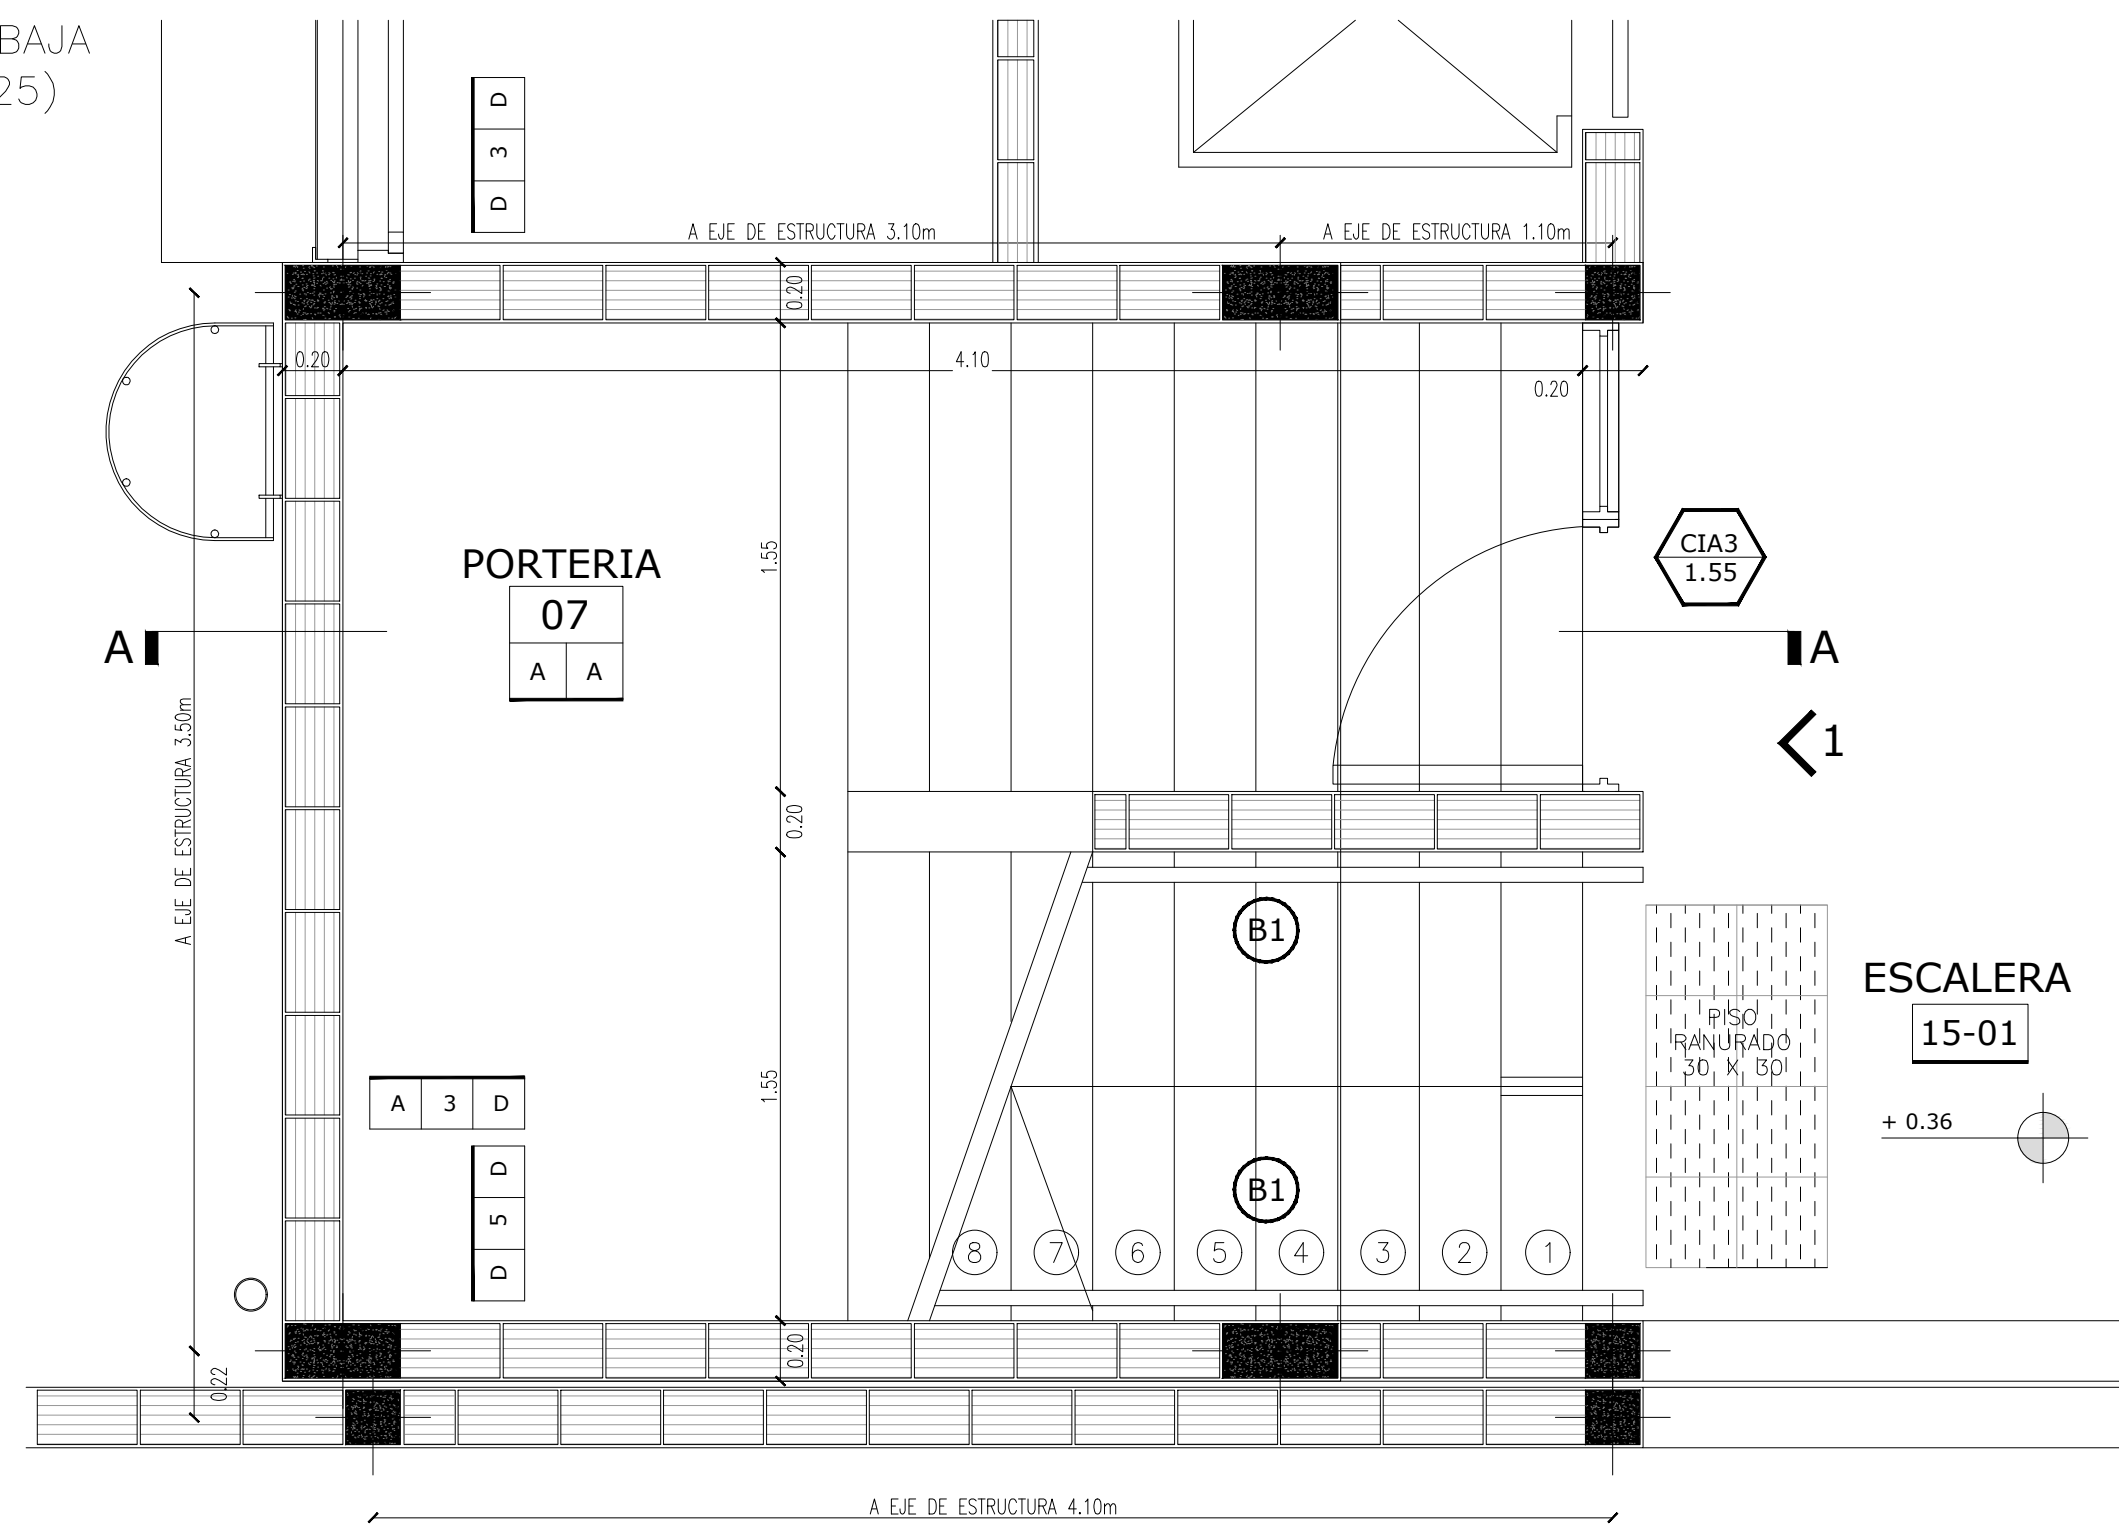 BAJA
25)
D
3
D
A EJE DE ESTRUCTURA 3.10m
A EJE DE ESTRUCTURA 1.10m
0.20
0.20
4.10
0.20
PORTERIA
07
A A
1.55
CIA3
1.55
A
A
1
A EJE DE ESTRUCTURA 3.50m
0.20
B1
ESCALERA
15-01
PISO
RANURADO
30 X 30
+ 0.36
A 3 D
1.55
D
5
D
B1
8 7 6 5 4 3 2 1
0.20
0.22
A EJE DE ESTRUCTURA 4.10m